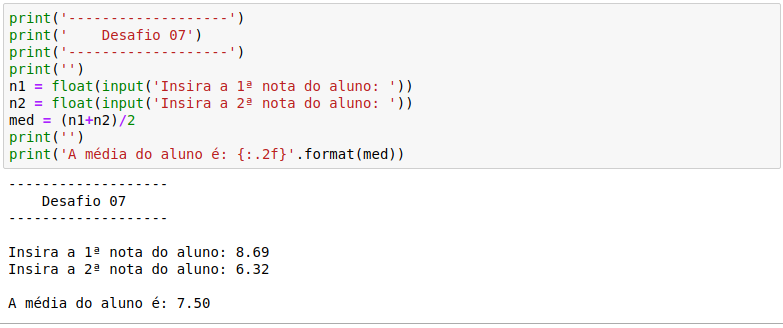 print('-------------------')
print('    Desafio 07')
print('-------------------')
print('')
n1 = float(input('Insira a 1ª nota do aluno: '))
n2 = float(input('Insira a 2ª nota do aluno: '))
med = (n1+n2)/2
print('')
print('A média do aluno é: {:.2f}'.format(med))
-------------------
    Desafio 07
-------------------

Insira a 1ª nota do aluno: 8.69
Insira a 2ª nota do aluno: 6.32

A média do aluno é: 7.50